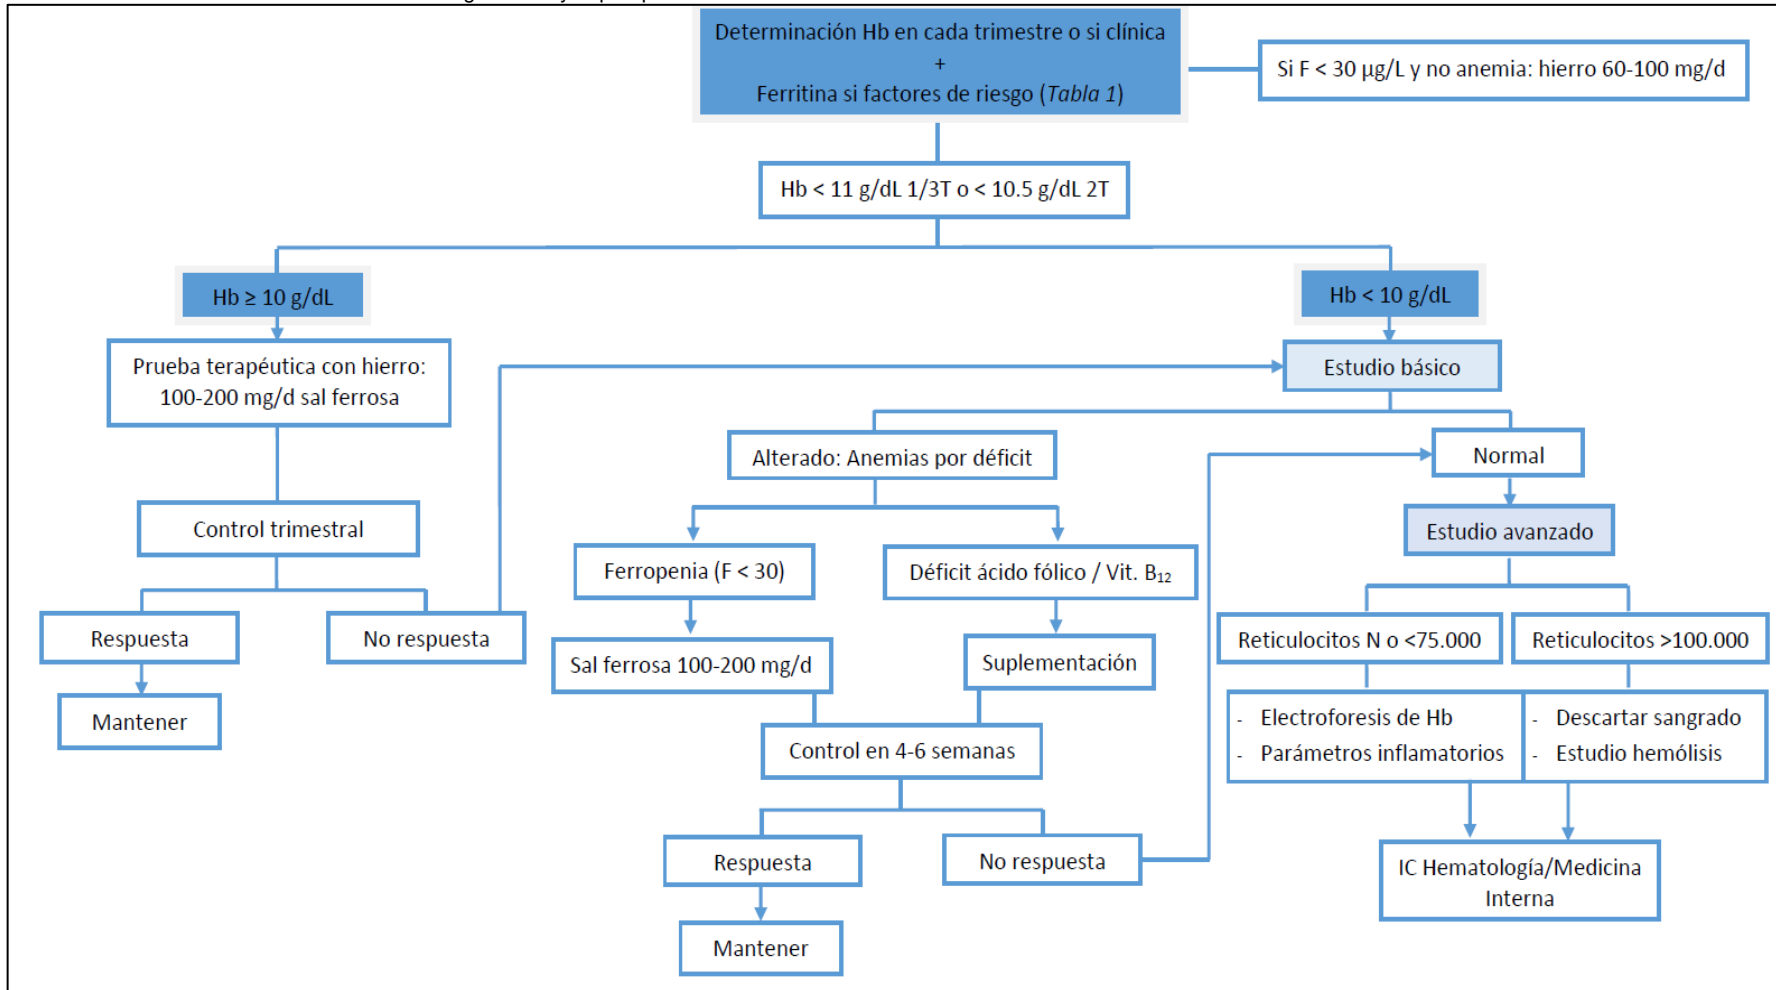 Determinación Hb en cada trimestre o si clínica
+
Ferritina si factores de riesgo (Tabla 1)
Si F < 30 µg/L y no anemia: hierro 60-100 mg/d
Hb < 11 g/dL 1/3T o < 10.5 g/dL 2T
Hb ≥ 10 g/dL
Hb < 10 g/dL
Prueba terapéutica con hierro:
100-200 mg/d sal ferrosa
Estudio básico
Alterado: Anemias por déficit
Normal
Control trimestral
Estudio avanzado
Ferropenia (F < 30)
Déficit ácido fólico / Vit. B₁₂
Respuesta
No respuesta
Reticulocitos N o <75.000
Reticulocitos >100.000
Sal ferrosa 100-200 mg/d
Suplementación
Mantener
- Electroforesis de Hb
- Parámetros inflamatorios
- Descartar sangrado
- Estudio hemólisis
Control en 4-6 semanas
Respuesta
No respuesta
IC Hematología/Medicina
Interna
Mantener